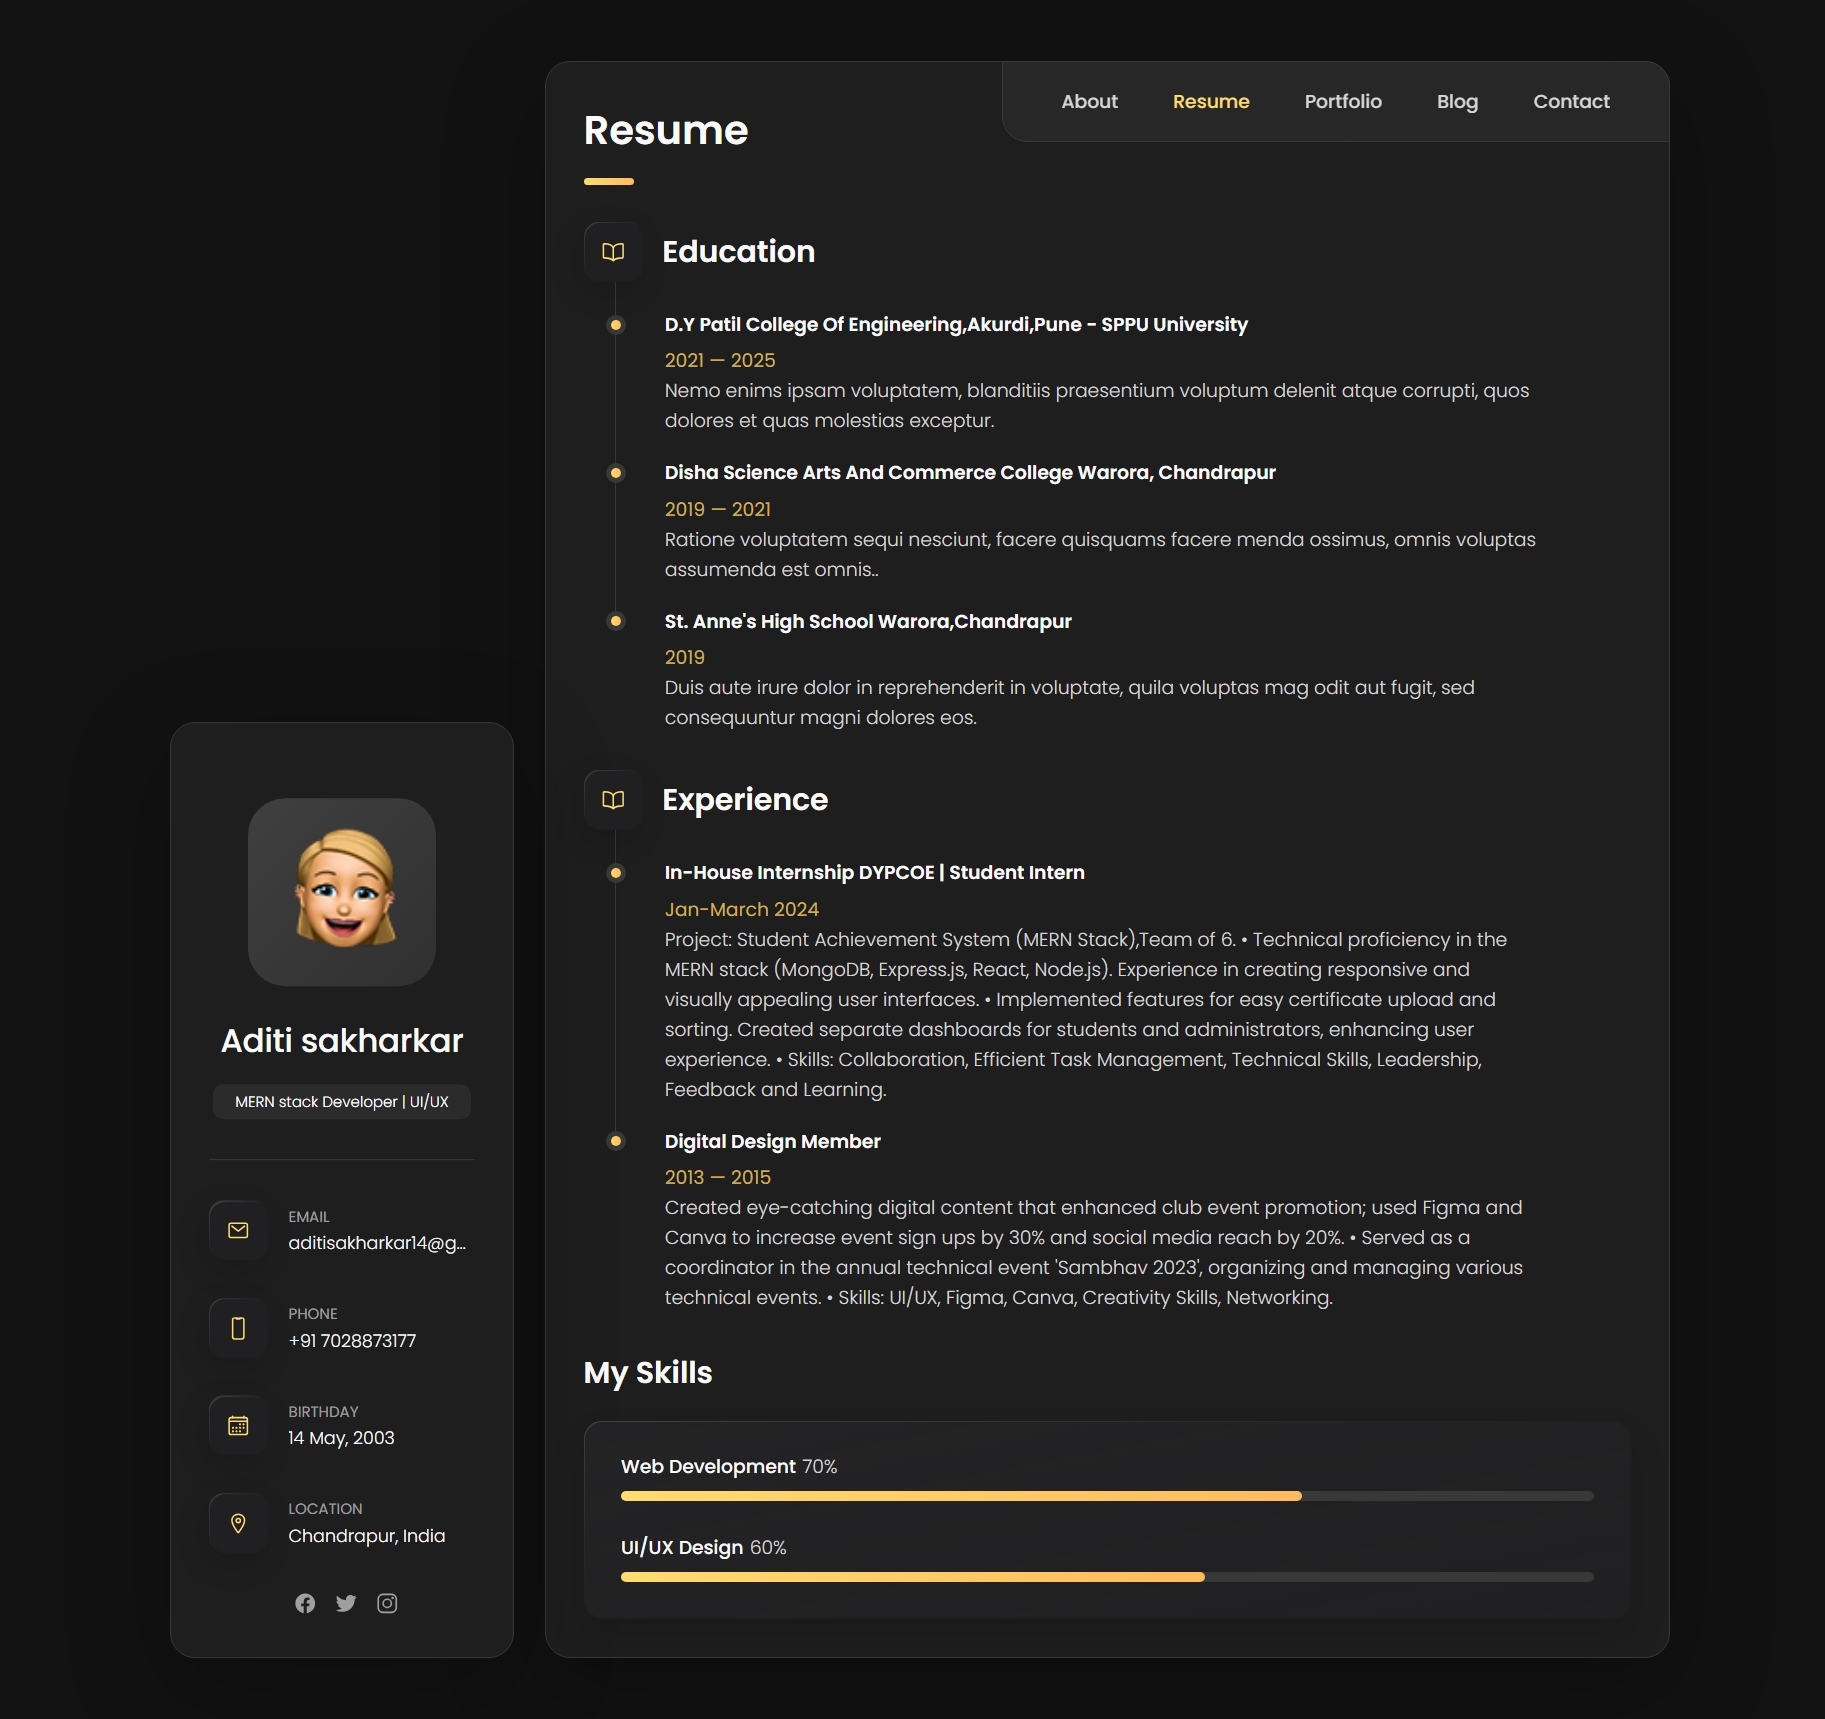 About Resume Portfolio Blog Contact
Resume
Education
D.Y Patil College Of Engineering,Akurdi,Pune - SPPU University
2021 — 2025
Nemo enims ipsam voluptatem, blanditiis praesentium voluptum delenit atque corrupti, quos
dolores et quas molestias exceptur.
Disha Science Arts And Commerce College Warora, Chandrapur
2019 — 2021
Ratione voluptatem sequi nesciunt, facere quisquams facere menda ossimus, omnis voluptas
assumenda est omnis..
St. Anne's High School Warora,Chandrapur
2019
Duis aute irure dolor in reprehenderit in voluptate, quila voluptas mag odit aut fugit, sed
consequuntur magni dolores eos.
Experience
In-House Internship DYPCOE | Student Intern
Jan-March 2024
Project: Student Achievement System (MERN Stack),Team of 6. • Technical proficiency in the
MERN stack (MongoDB, Express.js, React, Node.js). Experience in creating responsive and
visually appealing user interfaces. • Implemented features for easy certificate upload and
sorting. Created separate dashboards for students and administrators, enhancing user
experience. • Skills: Collaboration, Efficient Task Management, Technical Skills, Leadership,
Feedback and Learning.
Digital Design Member
2013 — 2015
Created eye-catching digital content that enhanced club event promotion; used Figma and
Canva to increase event sign ups by 30% and social media reach by 20%. • Served as a
coordinator in the annual technical event 'Sambhav 2023', organizing and managing various
technical events. • Skills: UI/UX, Figma, Canva, Creativity Skills, Networking.
My Skills
Web Development 70%
UI/UX Design 60%
Aditi sakharkar
MERN stack Developer | UI/UX
EMAIL
aditisakharkar14@g...
PHONE
+91 7028873177
BIRTHDAY
14 May, 2003
LOCATION
Chandrapur, India